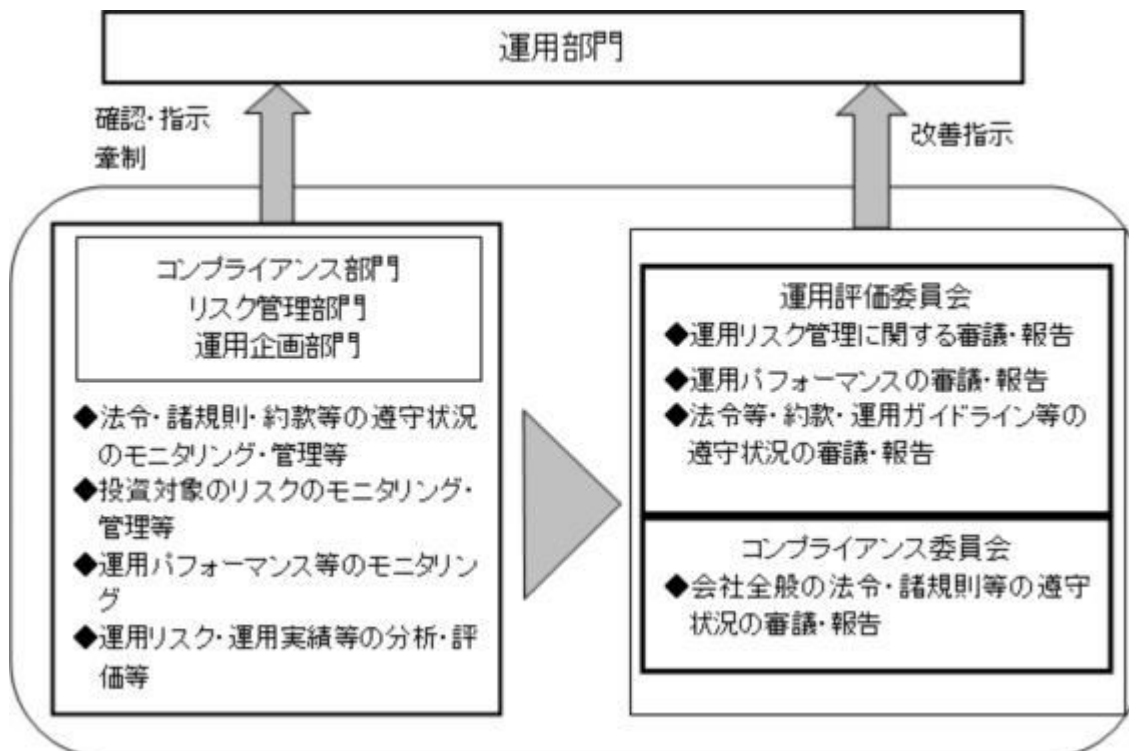 運用部門
確認・指示
牽制
改善指示
コンプライアンス部門
リスク管理部門
運用企画部門
◆法令・諸規則・約款等の遵守状況
のモニタリング・管理等
◆投資対象のリスクのモニタリング・
管理等
◆運用パフォーマンス等のモニタリン
グ
◆運用リスク・運用実績等の分析・評
価等
運用評価委員会
◆運用リスク管理に関する審議・報告
◆運用パフォーマンスの審議・報告
◆法令等・約款・運用ガイドライン等の
遵守状況の審議・報告
コンプライアンス委員会
◆会社全般の法令・諸規則等の遵守
状況の審議・報告